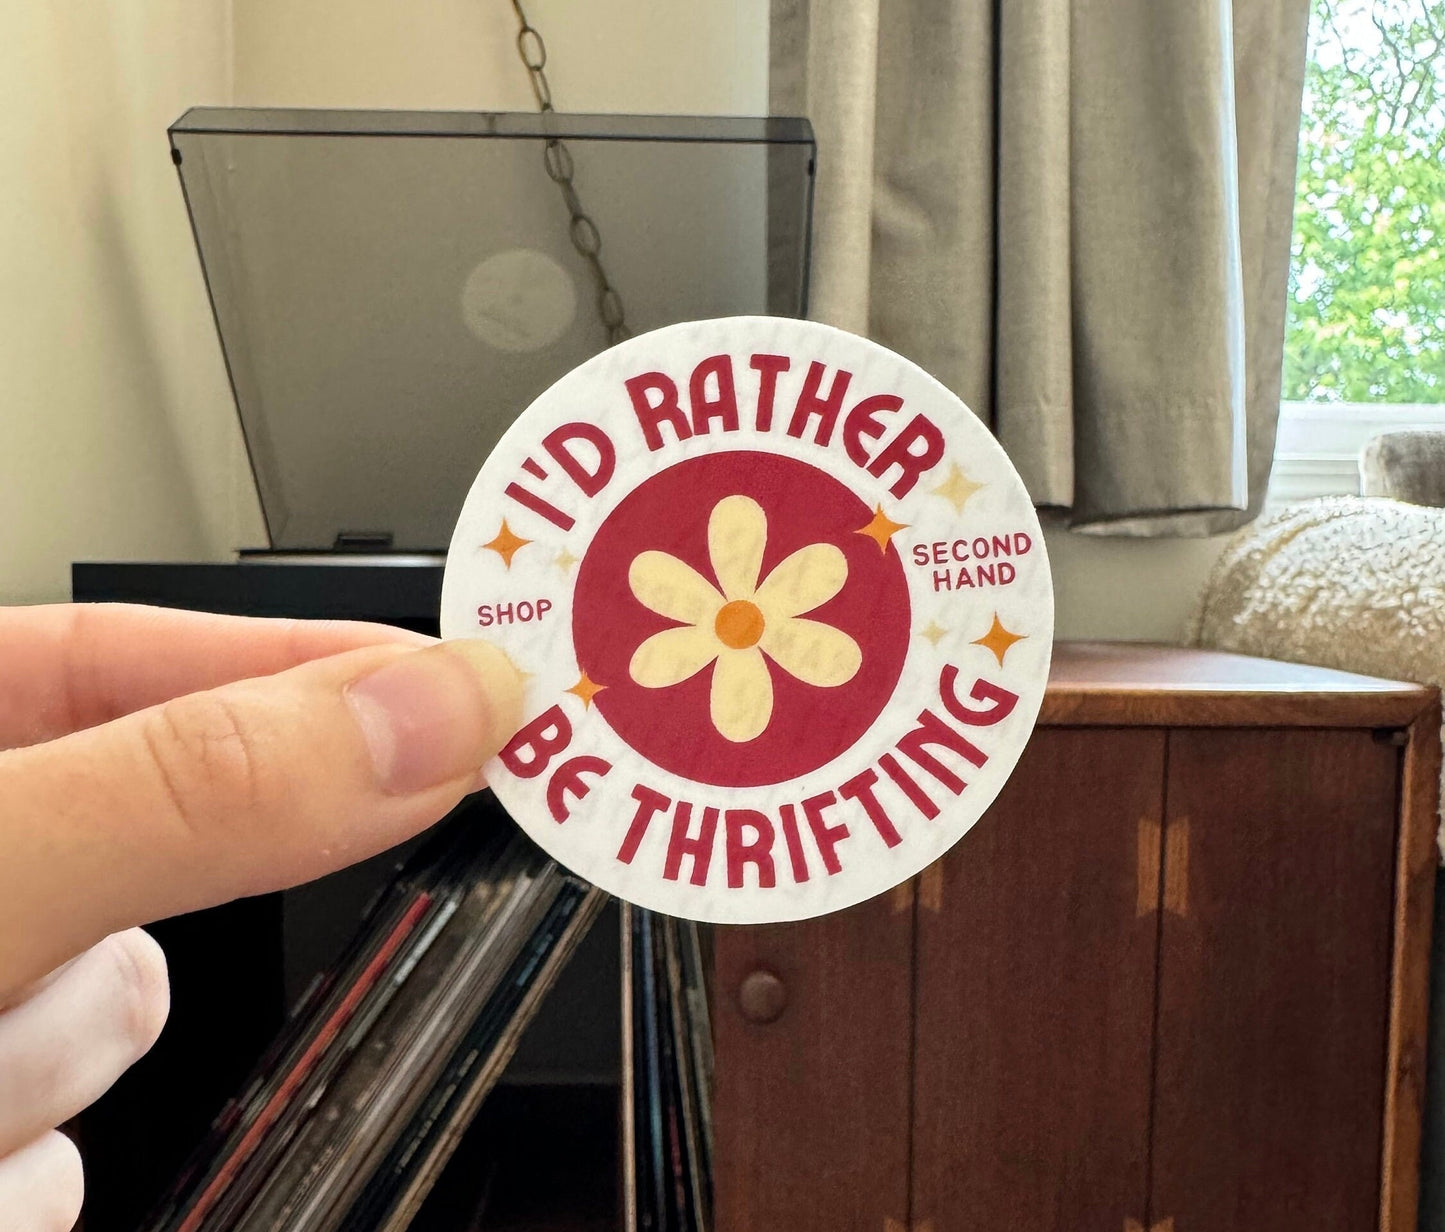 I'D RATHER
SHOP
SECOND
HAND
BE THRIFTING